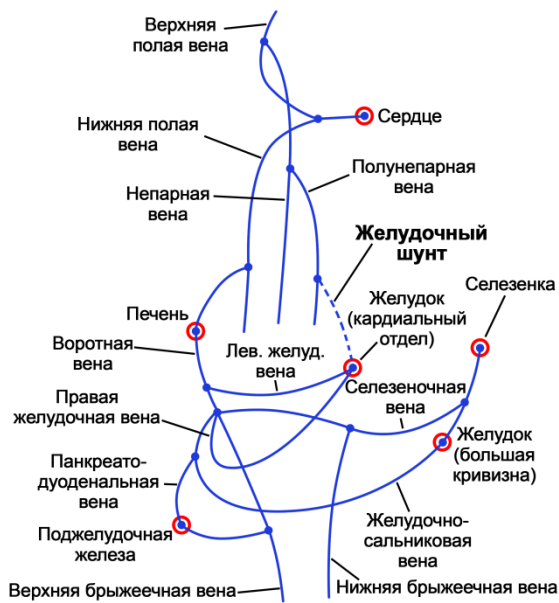 Верхняя
полая вена
Сердце
Нижняя полая
вена
Полунепарная
вена
Непарная
вена
Желудочный
шунт
Селезенка
Печень
Желудок
(кардиальный
отдел)
Воротная
вена
Лев. желуд.
вена
Селезеночная
вена
Правая
желудочная вена
Желудок
(большая
кривизна)
Панкреато-
дуоденальная
вена
Поджелудочная
железа
Желудочно-
сальниковая
вена
Верхняя брыжеечная вена
Нижняя брыжеечная вена